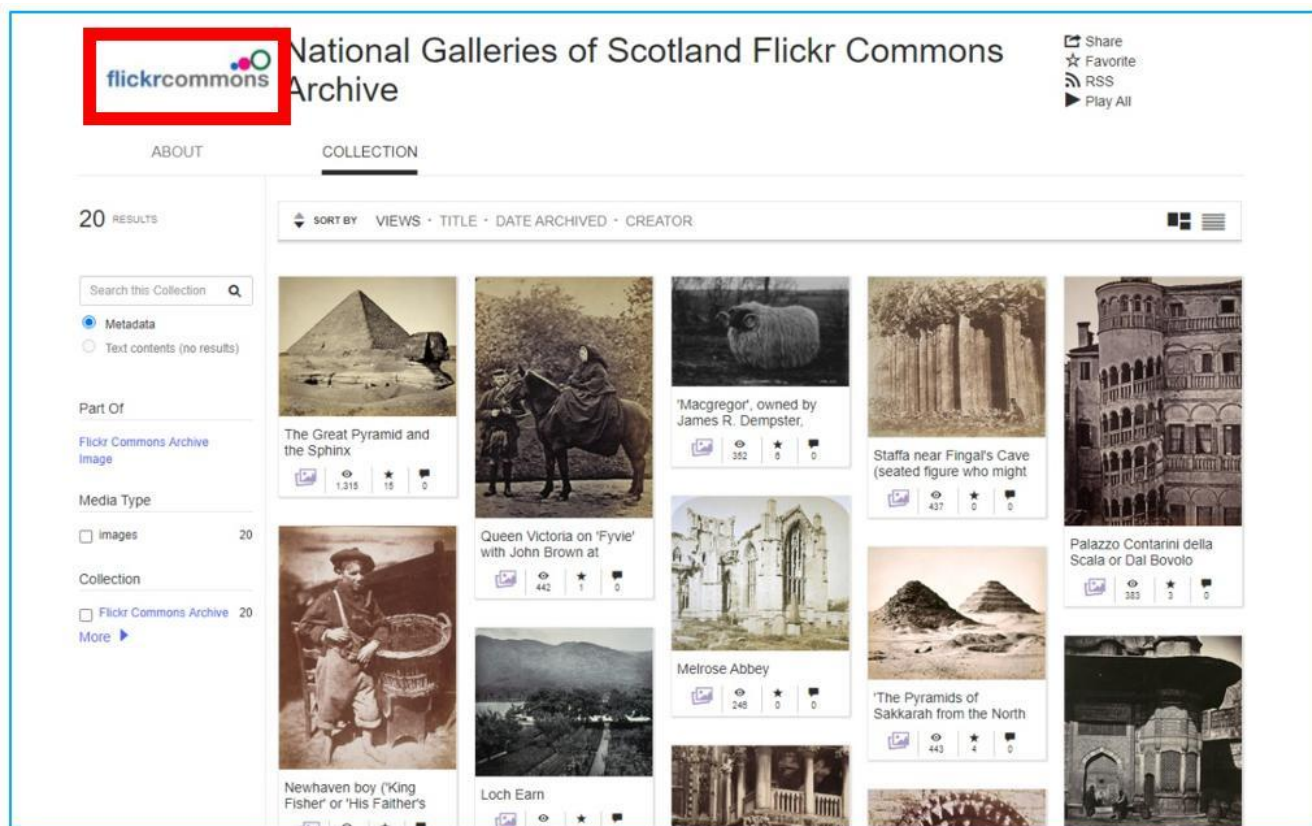 flickrcommons
National Galleries of Scotland Flickr Commons
Archive
Share
Favorite
RSS
Play All
ABOUT
COLLECTION
20 RESULTS
SORT BY VIEWS · TITLE · DATE ARCHIVED · CREATOR
Search this Collection
Metadata
Text contents (no results)
Part Of
Flickr Commons Archive
Image
Media Type
images 20
Collection
Flickr Commons Archive 20
More
The Great Pyramid and
the Sphinx
1,315 15 0
Newhaven boy ('King
Fisher' or 'His Faither's
Queen Victoria on 'Fyvie'
with John Brown at
442 1 0
Loch Earn
'Macgregor', owned by
James R. Dempster,
352 6 0
Melrose Abbey
248 0 0
Staffa near Fingal's Cave
(seated figure who might
437 0 0
'The Pyramids of
Sakkarah from the North
443 4 0
Palazzo Contarini della
Scala or Dal Bovolo
383 3 0